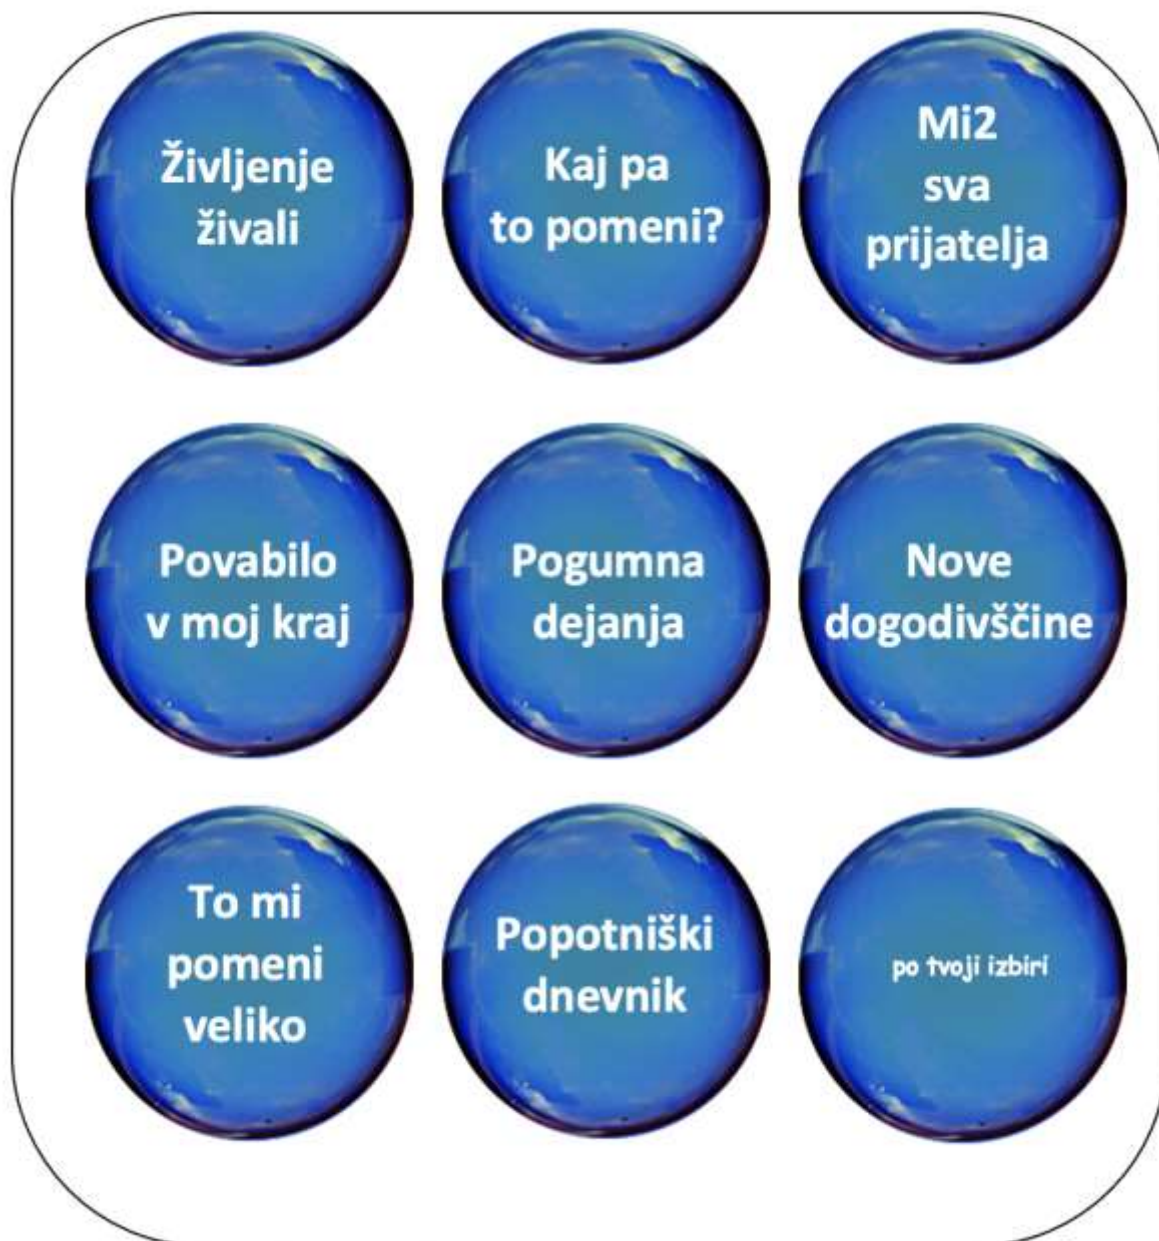 Življenje
živali
Kaj pa
to pomeni?
Mi2
sva
prijatelja
Povabilo
v moj kraj
Pogumna
dejanja
Nove
dogodivščine
To mi
pomeni
veliko
Popotniški
dnevnik
po tvoji izbiri